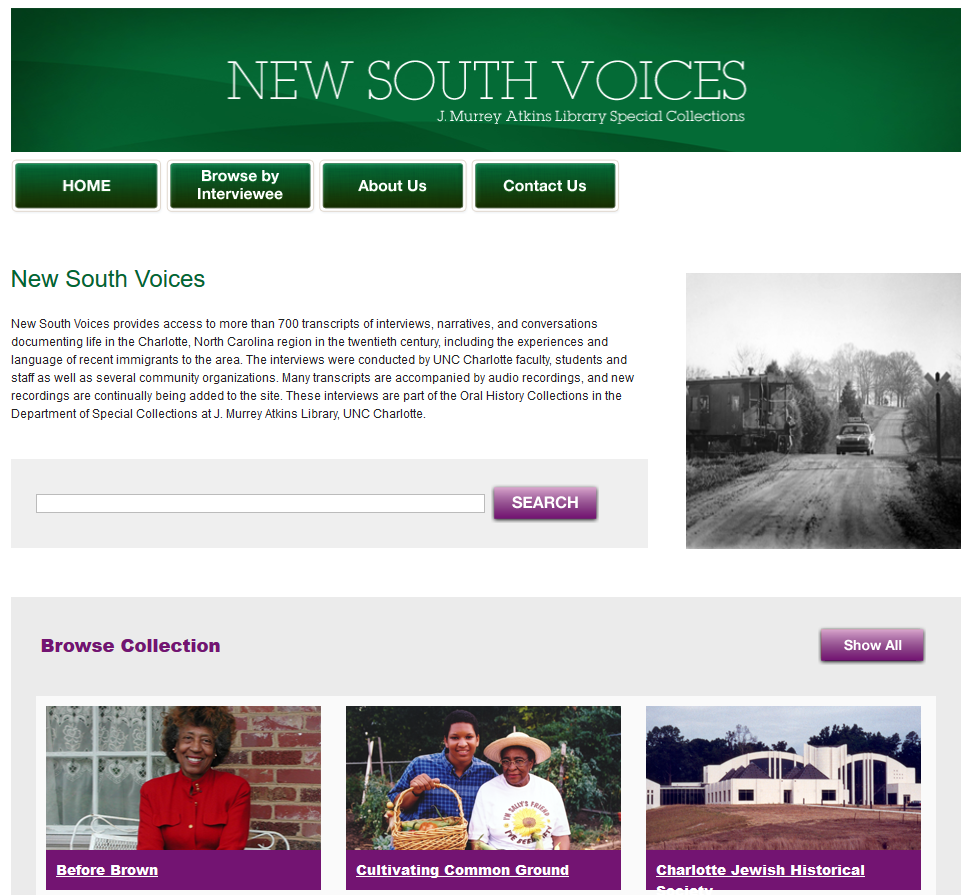 NEW SOUTH VOICES
J. Murrey Atkins Library Special Collections
HOME
Browse by
Interviewee
About Us
Contact Us
New South Voices
New South Voices provides access to more than 700 transcripts of interviews, narratives, and conversations
documenting life in the Charlotte, North Carolina region in the twentieth century, including the experiences and
language of recent immigrants to the area. The interviews were conducted by UNC Charlotte faculty, students and
staff as well as several community organizations. Many transcripts are accompanied by audio recordings, and new
recordings are continually being added to the site. These interviews are part of the Oral History Collections in the
Department of Special Collections at J. Murrey Atkins Library, UNC Charlotte.
SEARCH
Browse Collection
Show All
I'M SALLY'S FRIEND
Before Brown
Cultivating Common Ground
Charlotte Jewish Historical
Society